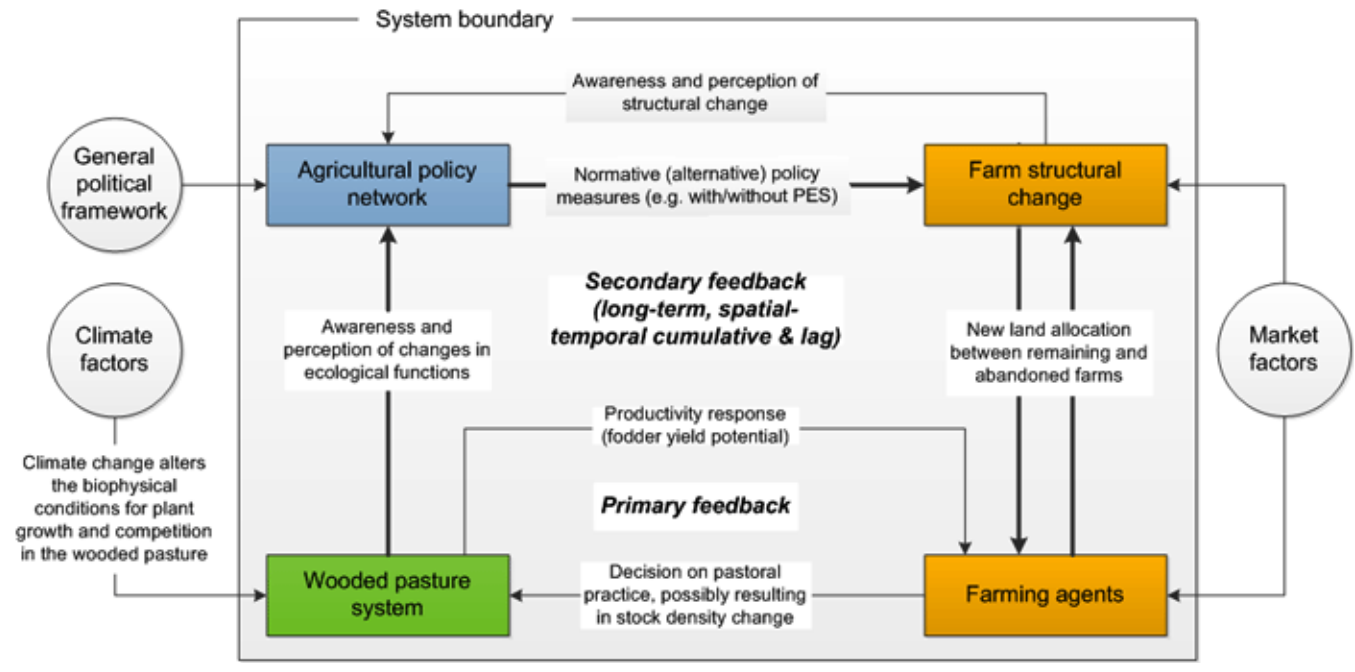 System boundary
Awareness and perception of
structural change
General
political
framework
Agricultural policy
network
Normative (alternative) policy
measures (e.g. with/without PES)
Farm structural
change
Secondary feedback
(long-term, spatial-
temporal cumulative & lag)
Climate
factors
Awareness and
perception of changes in
ecological functions
New land allocation
between remaining and
abandoned farms
Market
factors
Productivity response
(fodder yield potential)
Climate change alters
the biophysical
conditions for plant
growth and competition
in the wooded pasture
Primary feedback
Wooded pasture
system
Decision on pastoral
practice, possibly resulting
in stock density change
Farming agents